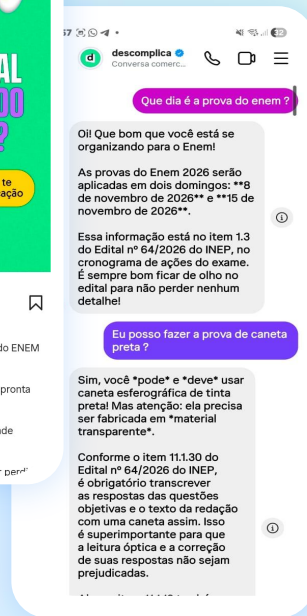 AL
?
te
ação
do ENEM
pronta
de
57
descomplica
Conversa comerc...
Que dia é a prova do enem ?
Oi! Que bom que você está se
organizando para o Enem!
As provas do Enem 2026 serão
aplicadas em dois domingos: **8
de novembro de 2026** e **15 de
novembro de 2026**.
Essa informação está no item 1.3
do Edital nº 64/2026 do INEP, no
cronograma de ações do exame.
É sempre bom ficar de olho no
edital para não perder nenhum
detalhe!
Eu posso fazer a prova de caneta
preta ?
Sim, você *pode* e *deve* usar
caneta esferográfica de tinta
preta! Mas atenção: ela precisa
ser fabricada em *material
transparente*.
Conforme o item 11.1.30 do
Edital nº 64/2026 do INEP,
é obrigatório transcrever
as respostas das questões
objetivas e o texto da redação
com uma caneta assim. Isso
é superimportante para que
a leitura óptica e a correção
de suas respostas não sejam
prejudicadas.